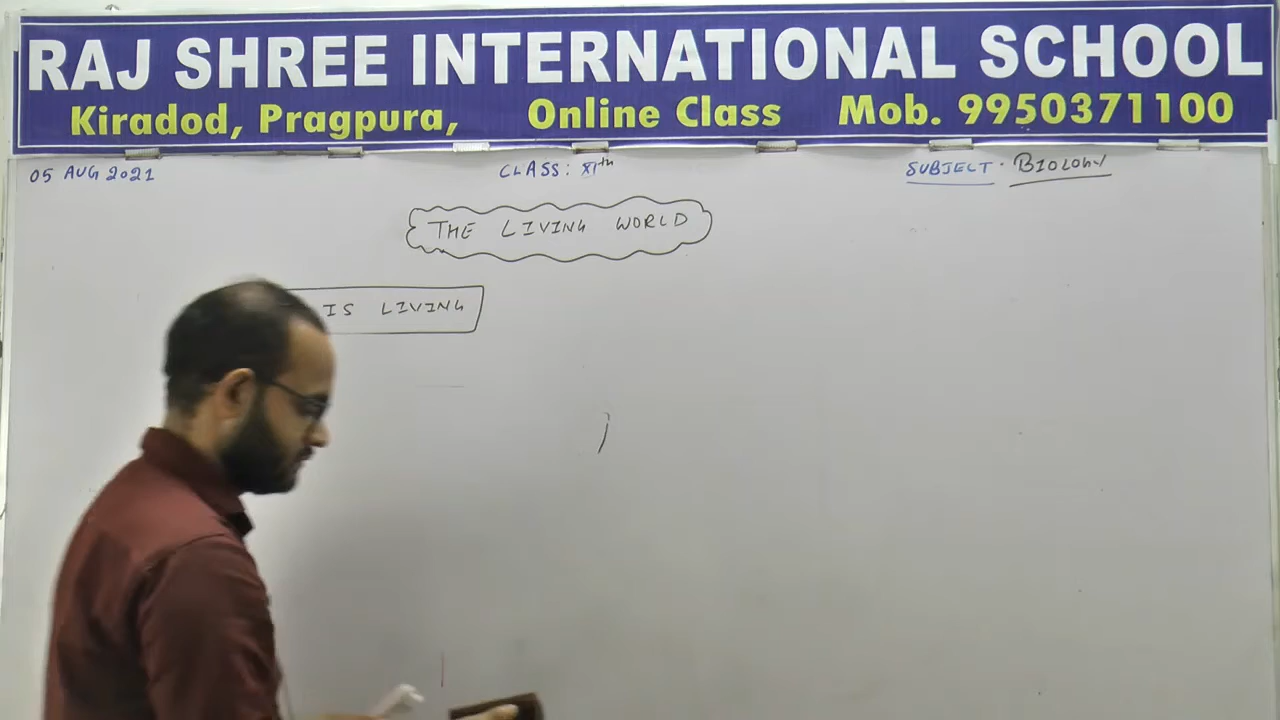 RAJ SHREE INTERNATIONAL SCHOOL
Kiradod, Pragpura, Online Class Mob. 9950371100
05 AUG 2021 CLASS: XIth SUBJECT · BIOLOGY
THE LIVING WORLD
IS LIVING